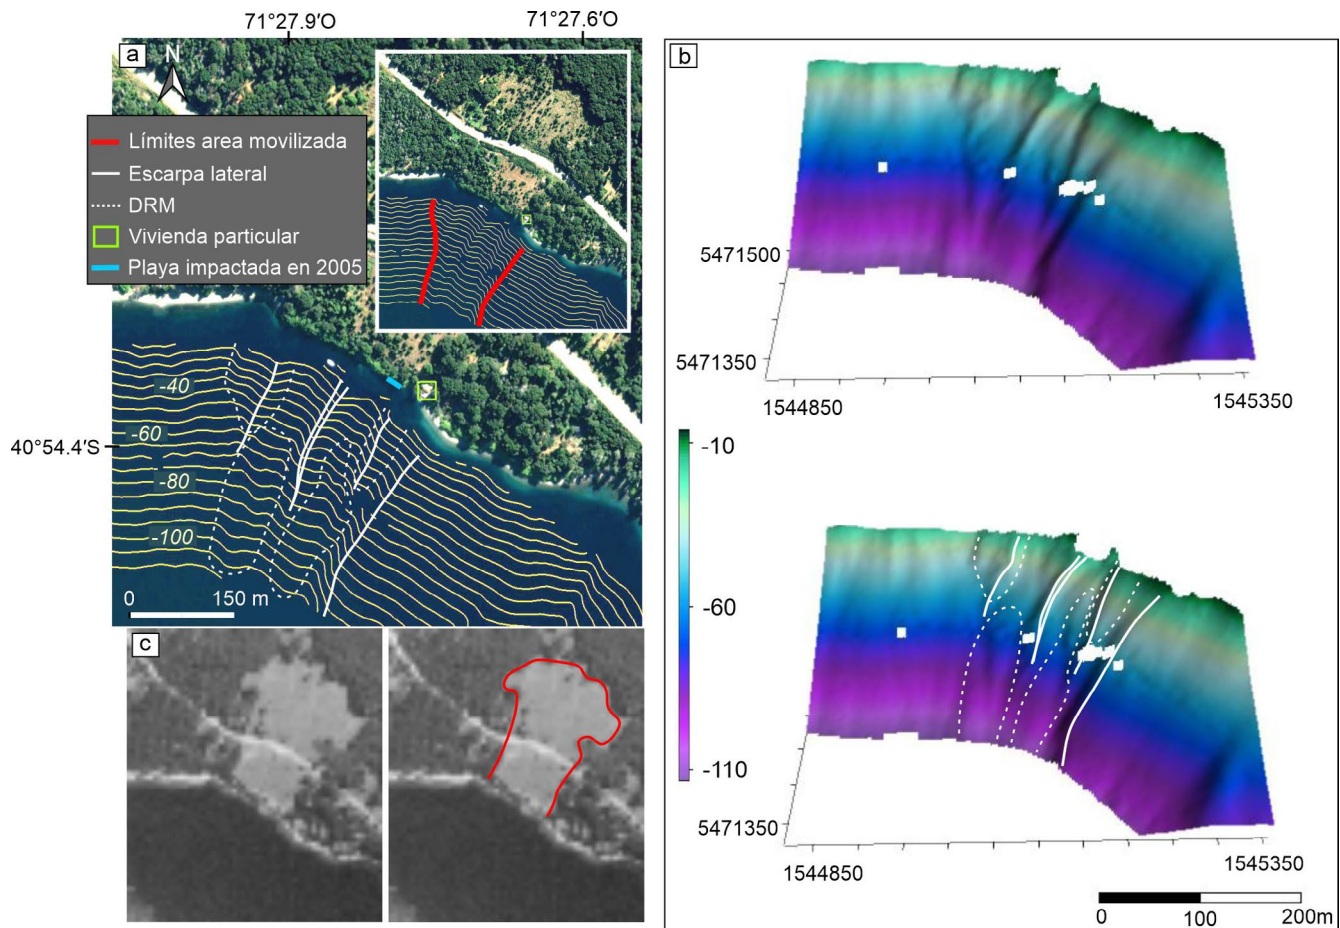 71°27.9′O
71°27.6′O
a
N
Límites area movilizada
Escarpa lateral
DRM
Vivienda particular
Playa impactada en 2005
-40
40°54.4′S
-60
-80
-100
0 150 m
b
5471500
5471350
1544850
1545350
-10
-60
-110
5471350
1544850
1545350
0 100 200m
c